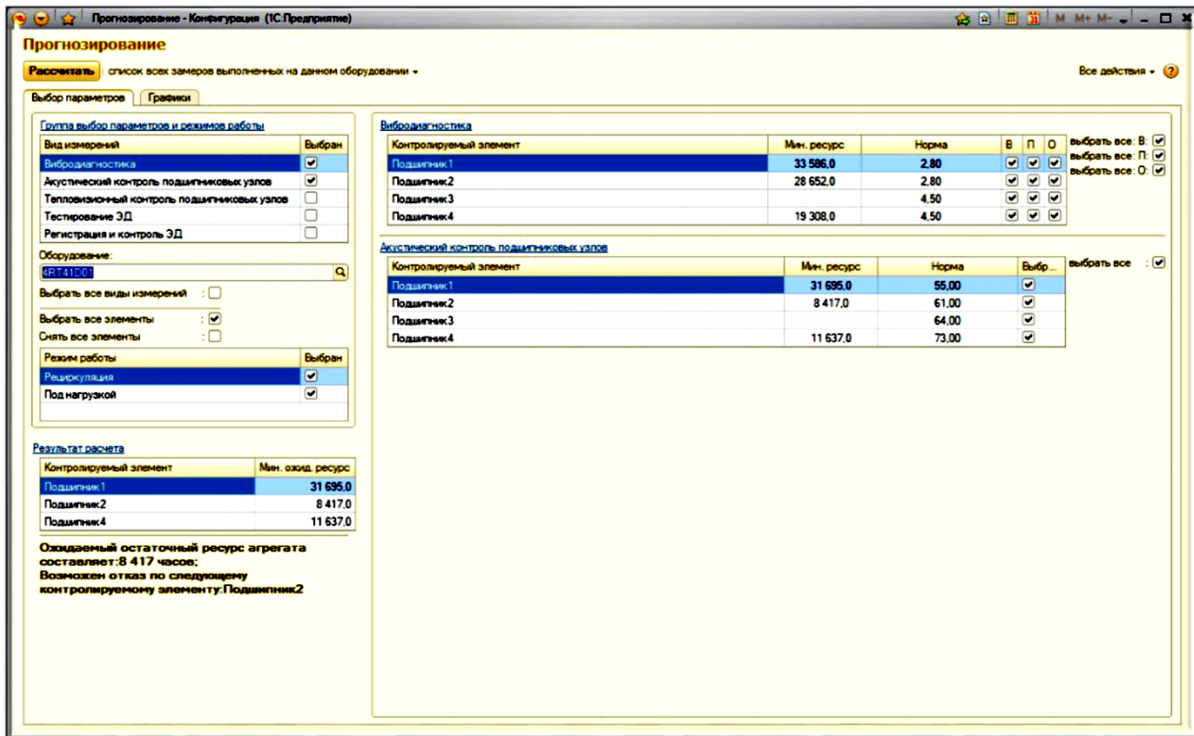 Прогнозирование - Конфигурация (1С:Предприятие)
M M+ M-
Прогнозирование
Рассчитать список всех замеров выполненных на данном оборудовании
Все действия
Выбор параметров Графики
Группа выбор параметров и режимов работы
Вид измерений Выбран
Вибродиагностика
Акустический контроль подшипниковых узлов
Тепловизионный контроль подшипниковых узлов
Тестирование ЭД
Регистрация и контроль ЭД
Оборудование:
4RT41D01
Выбрать все виды измерений :
Выбрать все элементы :
Снять все элементы :
Режим работы Выбран
Рециркуляция
Под нагрузкой
Результат расчета
Контролируемый элемент Мин. ожид. ресурс
Подшипник1 31 695,0
Подшипник2 8 417,0
Подшипник4 11 637,0
Ожидаемый остаточный ресурс агрегата
составляет:8 417 часов;
Возможен отказ по следующему
контролируемому элементу:Подшипник2
Вибродиагностика
Контролируемый элемент Мин. ресурс Норма В П О
Подшипник1 33 586,0 2,80
Подшипник2 28 652,0 2,80
Подшипник3 4,50
Подшипник4 19 308,0 4,50
выбрать все: В:
выбрать все: П:
выбрать все: О:
Акустический контроль подшипниковых узлов
Контролируемый элемент Мин. ресурс Норма Выбр...
Подшипник1 31 695,0 55,00
Подшипник2 8 417,0 61,00
Подшипник3 64,00
Подшипник4 11 637,0 73,00
выбрать все :